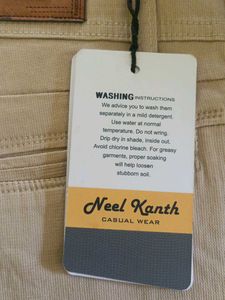 WASHING INSTRUCTIONS
We advice you to wash them
separately in a mild detergent.
Use water at normal
temperature. Do not wring.
Drip dry in shade, inside out.
Avoid chlorine bleach. For greasy
garments, proper soaking
will help loosen
stubborn soil.
Neel Kanth
CASUAL WEAR